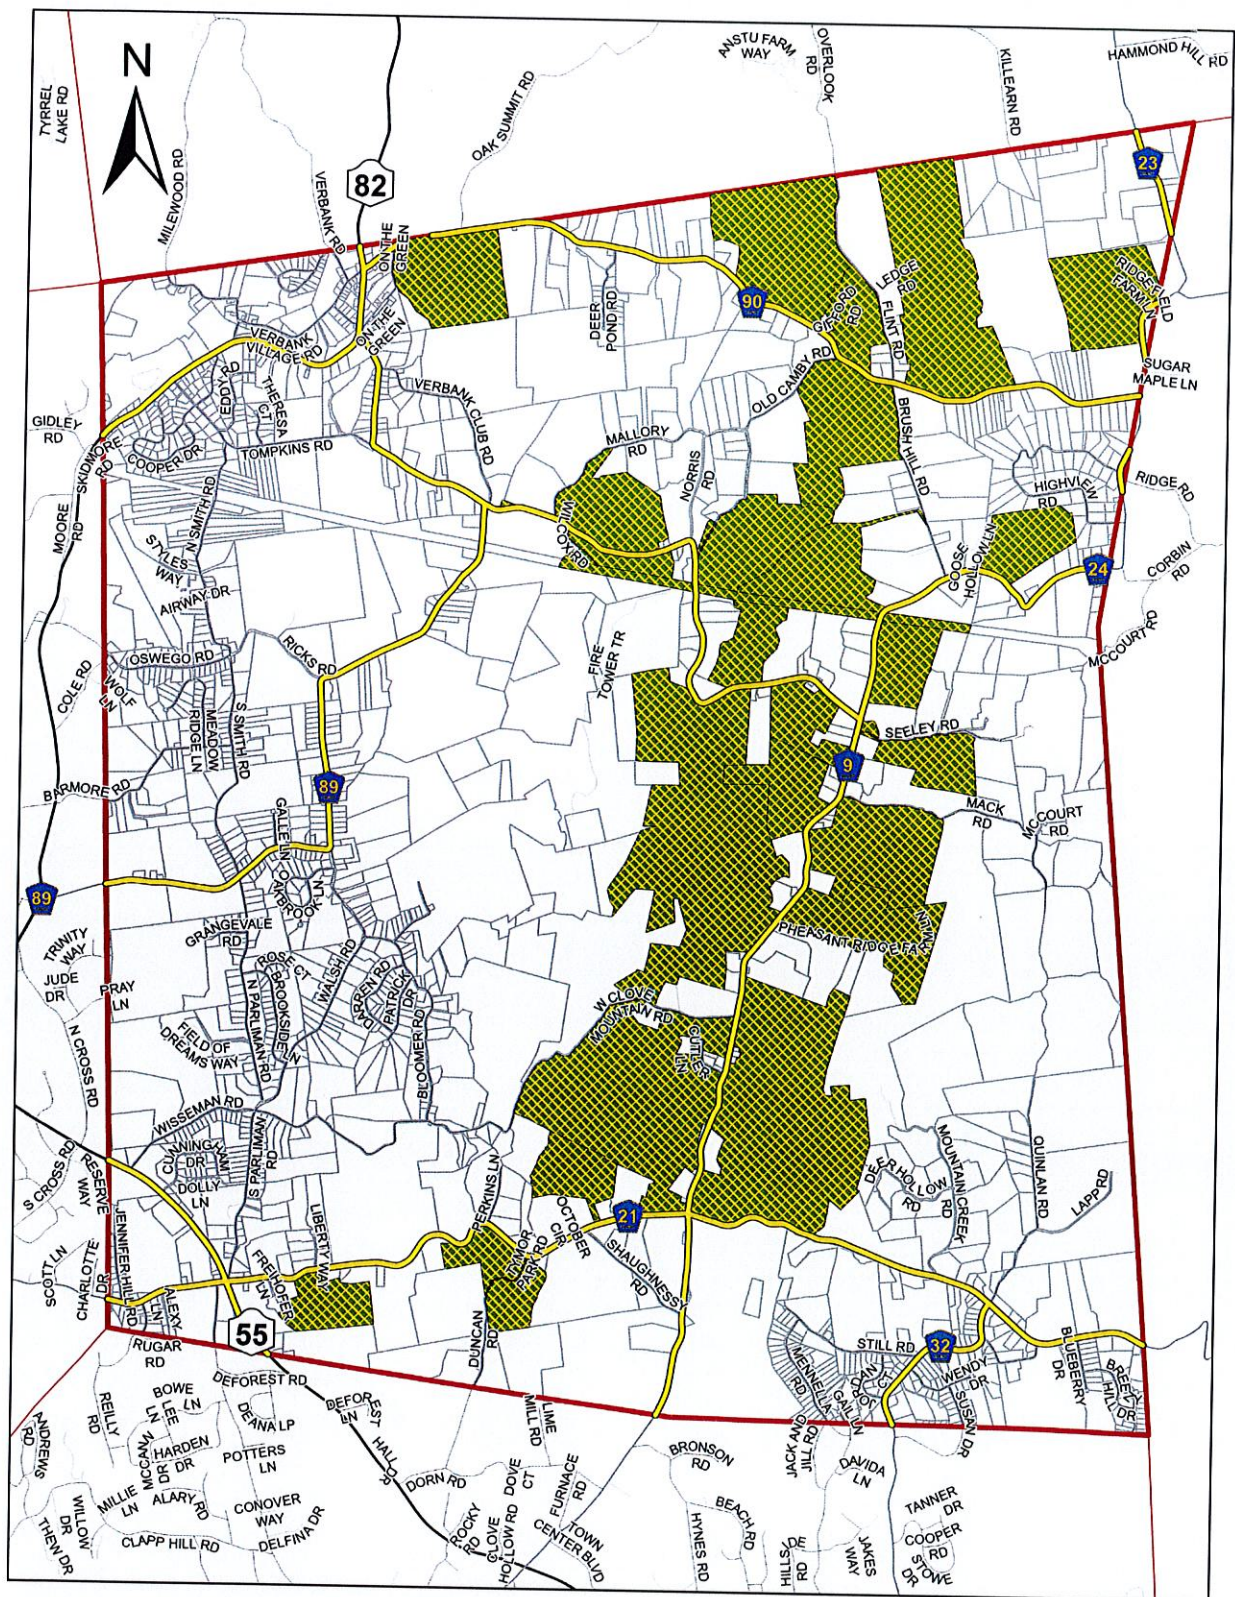 N
TYRREL
LAKE RD
MILEWOOD RD
VERBANK RD
82
OAK SUMMIT RD
ANSTU FARM
WAY
OVERLOOK
RD
KILLEARN RD
HAMMOND HILL RD
23
ON THE
GREEN
90
DEER
POND RD
GIFFORD
RD
LEDGE
RD
FLINT RD
RIDGEFIELD
FARM LN
SUGAR
MAPLE LN
ON THE
GREEN
VERBANK
VILLAGE RD
EDDY RD
THERESA
CT
VERBANK CLUB RD
OLD CAMBY RD
GIDLEY
RD
SKIDMORE
RD
COOPER DR
TOMPKINS RD
MALLORY
RD
NORRIS
RD
BRUSH HILL RD
HIGHVIEW
RD
RIDGE RD
MOORE
RD
N SMITH RD
STYLES
WAY
AIRWAY DR
WILCOX RD
GOOSE
HOLLOW LN
24
CORBIN
RD
MCCOURT RD
OSWEGO RD
RICKS RD
COLE RD
WOLF
LN
MEADOW
RIDGE LN
S SMITH RD
FIRE
TOWER TR
SEELEY RD
9
BARMORE RD
89
GALLE LN
MACK
RD
MCCOURT
RD
89
OAKBROOK LN
TRINITY
WAY
GRANGEVALE
RD
ROSE CT
WALSH RD
PHEASANT RIDGE FA
JUDE
DR
PRAY
LN
N PARLIMAN RD
BROOKSIDE
LN
DAREN RD
PATRICK
DR
BLOOMER RD
W CLOVE
MOUNTAIN RD
CUTLER
LN
N CROSS RD
FIELD OF
DREAMS WAY
WISSEMAN RD
CUNNINGHAM
DR
DOLLY
LN
S PARLIMAN
RD
S CROSS RD
RESERVE
WAY
MOUNTAIN CREEK
RD
DEER HOLLOW
RD
QUINLAN RD
LAPP RD
PERKINS LN
LIBERTY WAY
OCTOBER
CIR
21
TYMOR
PARK RD
SHAUGHNESSY
RD
SCOTT LN
CHARLOTTE
DR
JENNIFER HILL RD
ALEXY
LN
FREIHOFER
LN
55
RUGAR
RD
DUNCAN
RD
STILL RD
32
MENNELLA
RD
JORDAN CT
GAIL LN
WENDY
DR
SUSAN DR
BLUEBERRY
DR
BREEZY
HILL DR
DEFOREST RD
REILLY
RD
BOWE
LN
LEE
LN
MCCANN
DR
HARDEN
DR
DEANA LP
POTTERS
LN
DEFOREST
LN
HALL DR
LIME
MILL RD
JACK AND
JILL RD
DAVIDA
LN
BRONSON
RD
ANDREWS
RD
WILLOW
DR
THEW DR
MILLIE
LN
ALARY RD
CLAPP HILL RD
CONOVER
WAY
DELFINA DR
DORN RD
ROCKY
RD
CLOVE
HOLLOW RD
DOVE
CT
FURNACE
RD
TOWN
CENTER BLVD
HYNES RD
BEACH RD
HILLSIDE
RD
JAKES
WAY
TANNER
DR
COOPER
RD
STOWE
DR